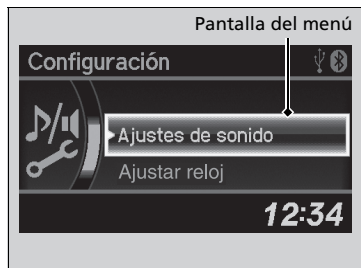 Pantalla del menú
Configuración
Ajustes de sonido
Ajustar reloj
12:34